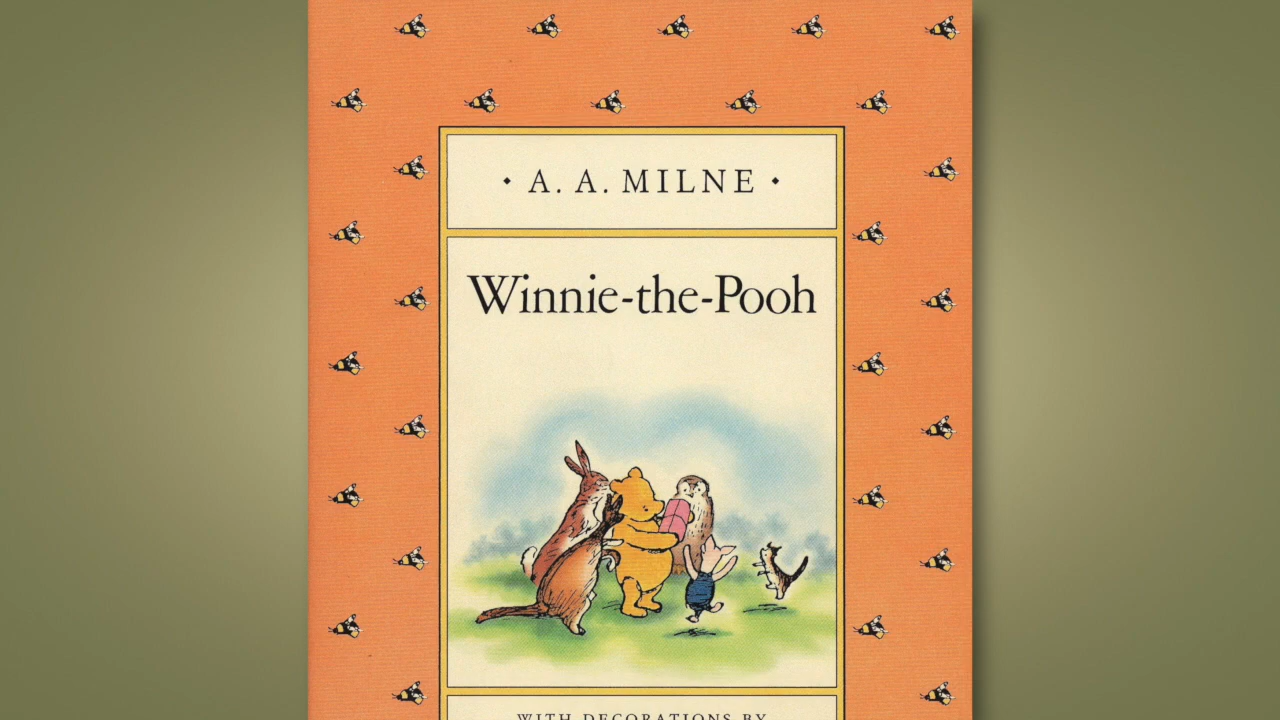 · A. A. MILNE ·
Winnie-the-Pooh
WITH DECORATIONS BY